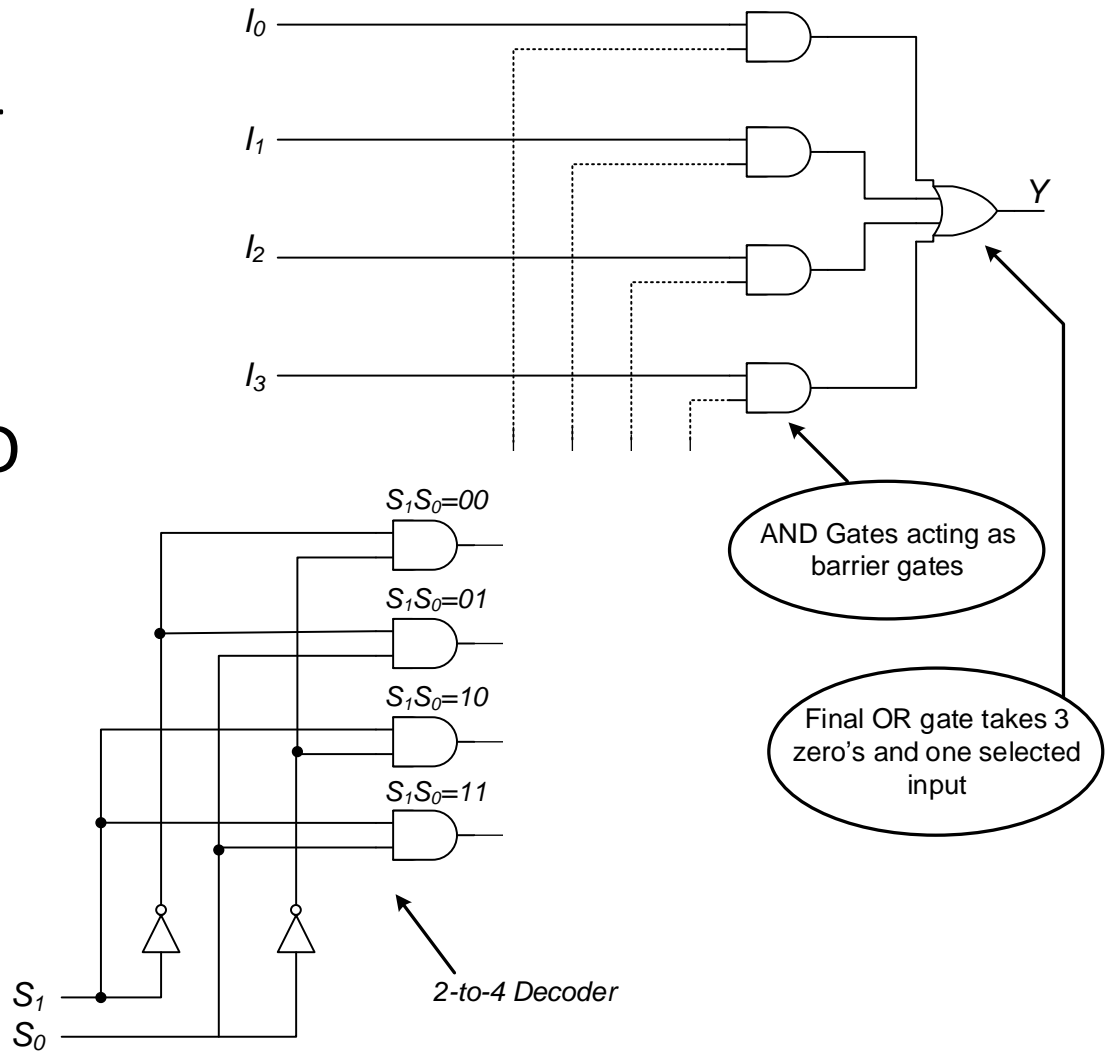 I₀
I₁
I₂
I₃
Y
AND Gates acting as
barrier gates
Final OR gate takes 3
zero's and one selected
input
S₁S₀=00
S₁S₀=01
S₁S₀=10
S₁S₀=11
2-to-4 Decoder
S₁
S₀